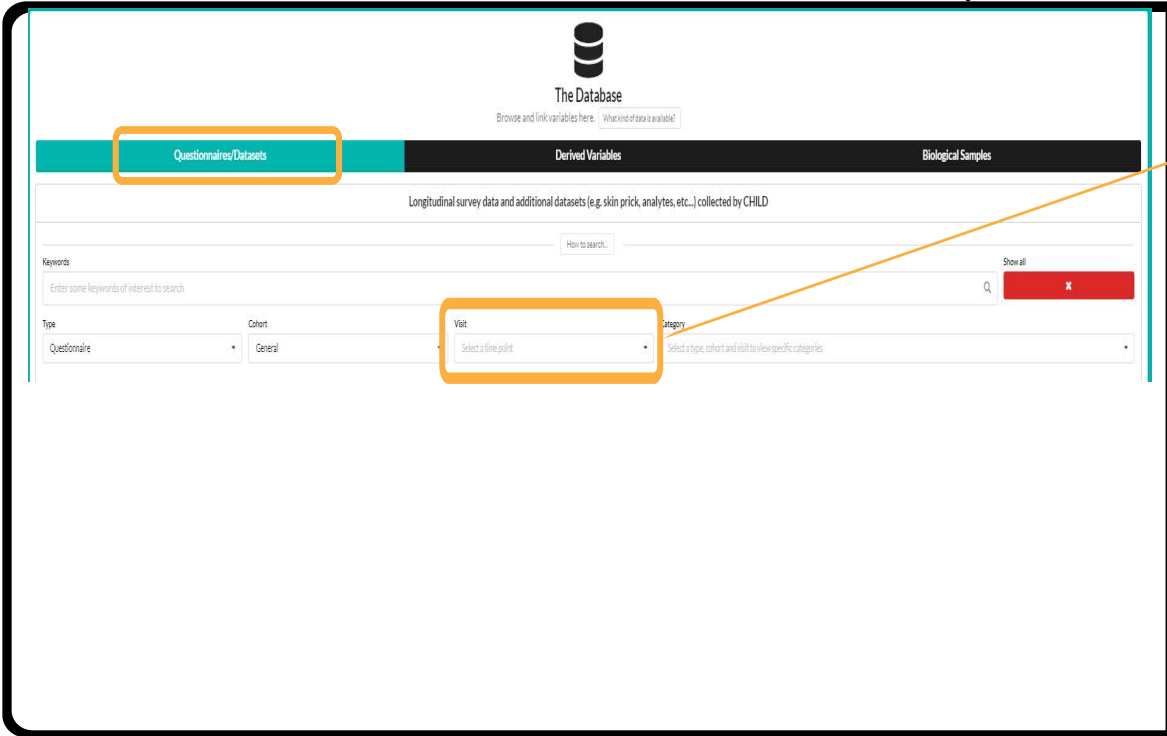 The Database
Browse and link variables here. What kind of data is available?
Questionnaires/Datasets Derived Variables Biological Samples
Longitudinal survey data and additional datasets (e.g. skin prick, analytes, etc...) collected by CHILD
How to search..
Keywords Show all
Enter some keywords of interest to search
Type Cohort Visit Category
Questionnaire General Select a time point Select a type, cohort and visit to view specific categories